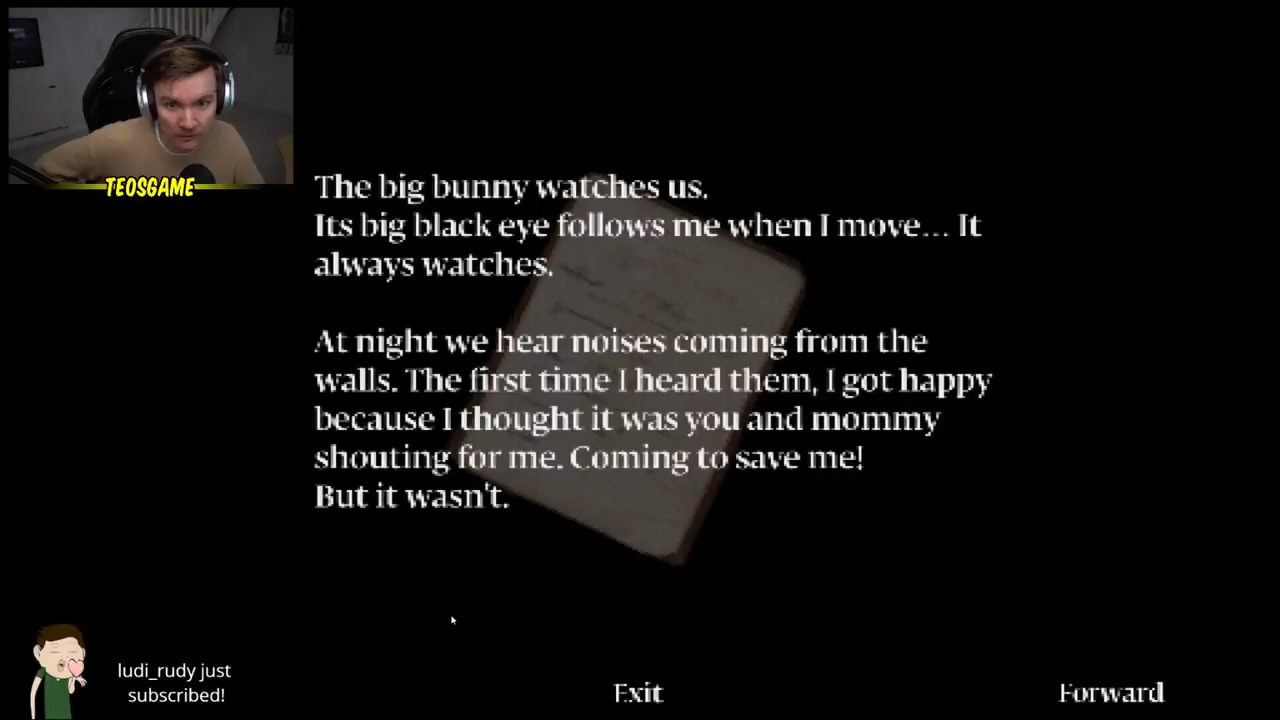 TEOSGAME
The big bunny watches us.
Its big black eye follows me when I move... It
always watches.
At night we hear noises coming from the
walls. The first time I heard them, I got happy
because I thought it was you and mommy
shouting for me. Coming to save me!
But it wasn't.
ludi_rudy just
subscribed!
Exit
Forward